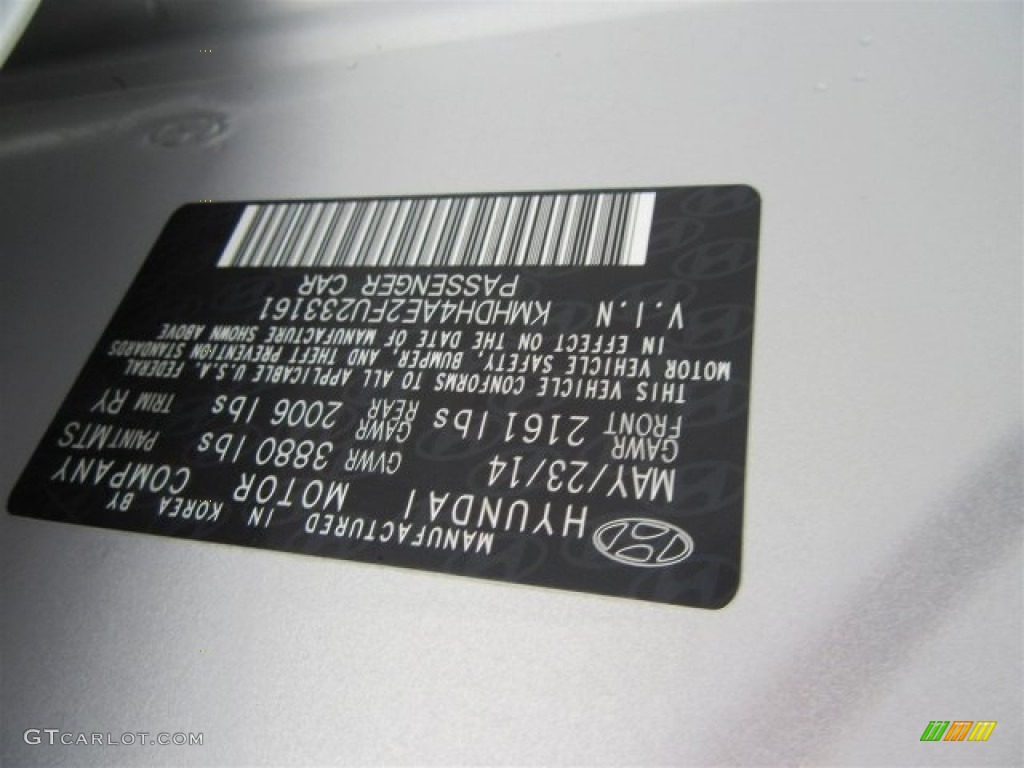 MANUFACTURED IN KOREA BY
HYUNDAI MOTOR COMPANY
MAY/23/14 GVWR 3880 lbs PAINT MTS
GAWR FRONT 2161 lbs GAWR REAR 2006 lbs TRIM RY
THIS VEHICLE CONFORMS TO ALL APPLICABLE U.S.A. FEDERAL
MOTOR VEHICLE SAFETY, BUMPER, AND THEFT PREVENTION STANDARDS
IN EFFECT ON THE DATE OF MANUFACTURE SHOWN ABOVE
V.I.N KMHDH4AE2FU233161
PASSENGER CAR
GTCARLOT.COM